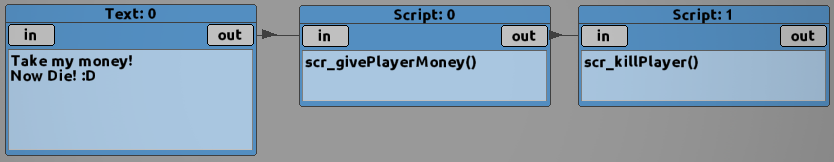 Text: 0
in
out
Take my money!
Now Die! :D
Script: 0
in
out
scr_givePlayerMoney()
Script: 1
in
out
scr_killPlayer()